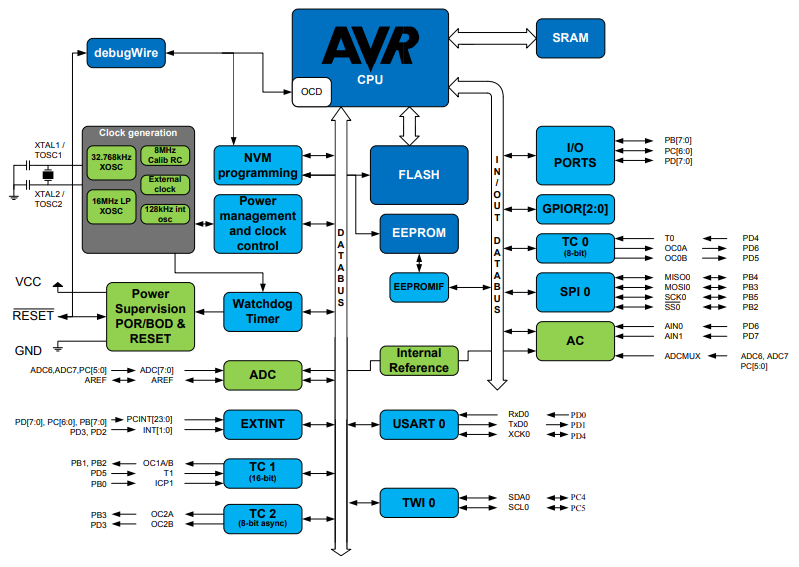 AVR
CPU
OCD
SRAM
debugWire
Clock generation
XTAL1 /
TOSC1
32.768kHz
XOSC
8MHz
Calib RC
External
clock
XTAL2 /
TOSC2
16MHz LP
XOSC
128kHz int
osc
NVM
programming
FLASH
Power
management
and clock
control
EEPROM
EEPROMIF
DATABUS
IN/OUT
DATABUS
I/O
PORTS
PB[7:0]
PC[6:0]
PD[7:0]
GPIOR[2:0]
TC 0
(8-bit)
T0
PD4
OC0A
PD6
OC0B
PD5
SPI 0
MISO0
PB4
MOSI0
PB3
SCK0
PB5
SS0
PB2
AC
AIN0
PD6
AIN1
PD7
ADCMUX
ADC6, ADC7
PC[5:0]
VCC
RESET
GND
Power
Supervision
POR/BOD &
RESET
Watchdog
Timer
Internal
Reference
ADC6,ADC7,PC[5:0]
ADC[7:0]
AREF
AREF
ADC
PD[7:0], PC[6:0], PB[7:0]
PCINT[23:0]
PD3, PD2
INT[1:0]
EXTINT
USART 0
RxD0
PD0
TxD0
PD1
XCK0
PD4
PB1, PB2
OC1A/B
PD5
T1
PB0
ICP1
TC 1
(16-bit)
TWI 0
SDA0
PC4
SCL0
PC5
PB3
OC2A
PD3
OC2B
TC 2
(8-bit async)